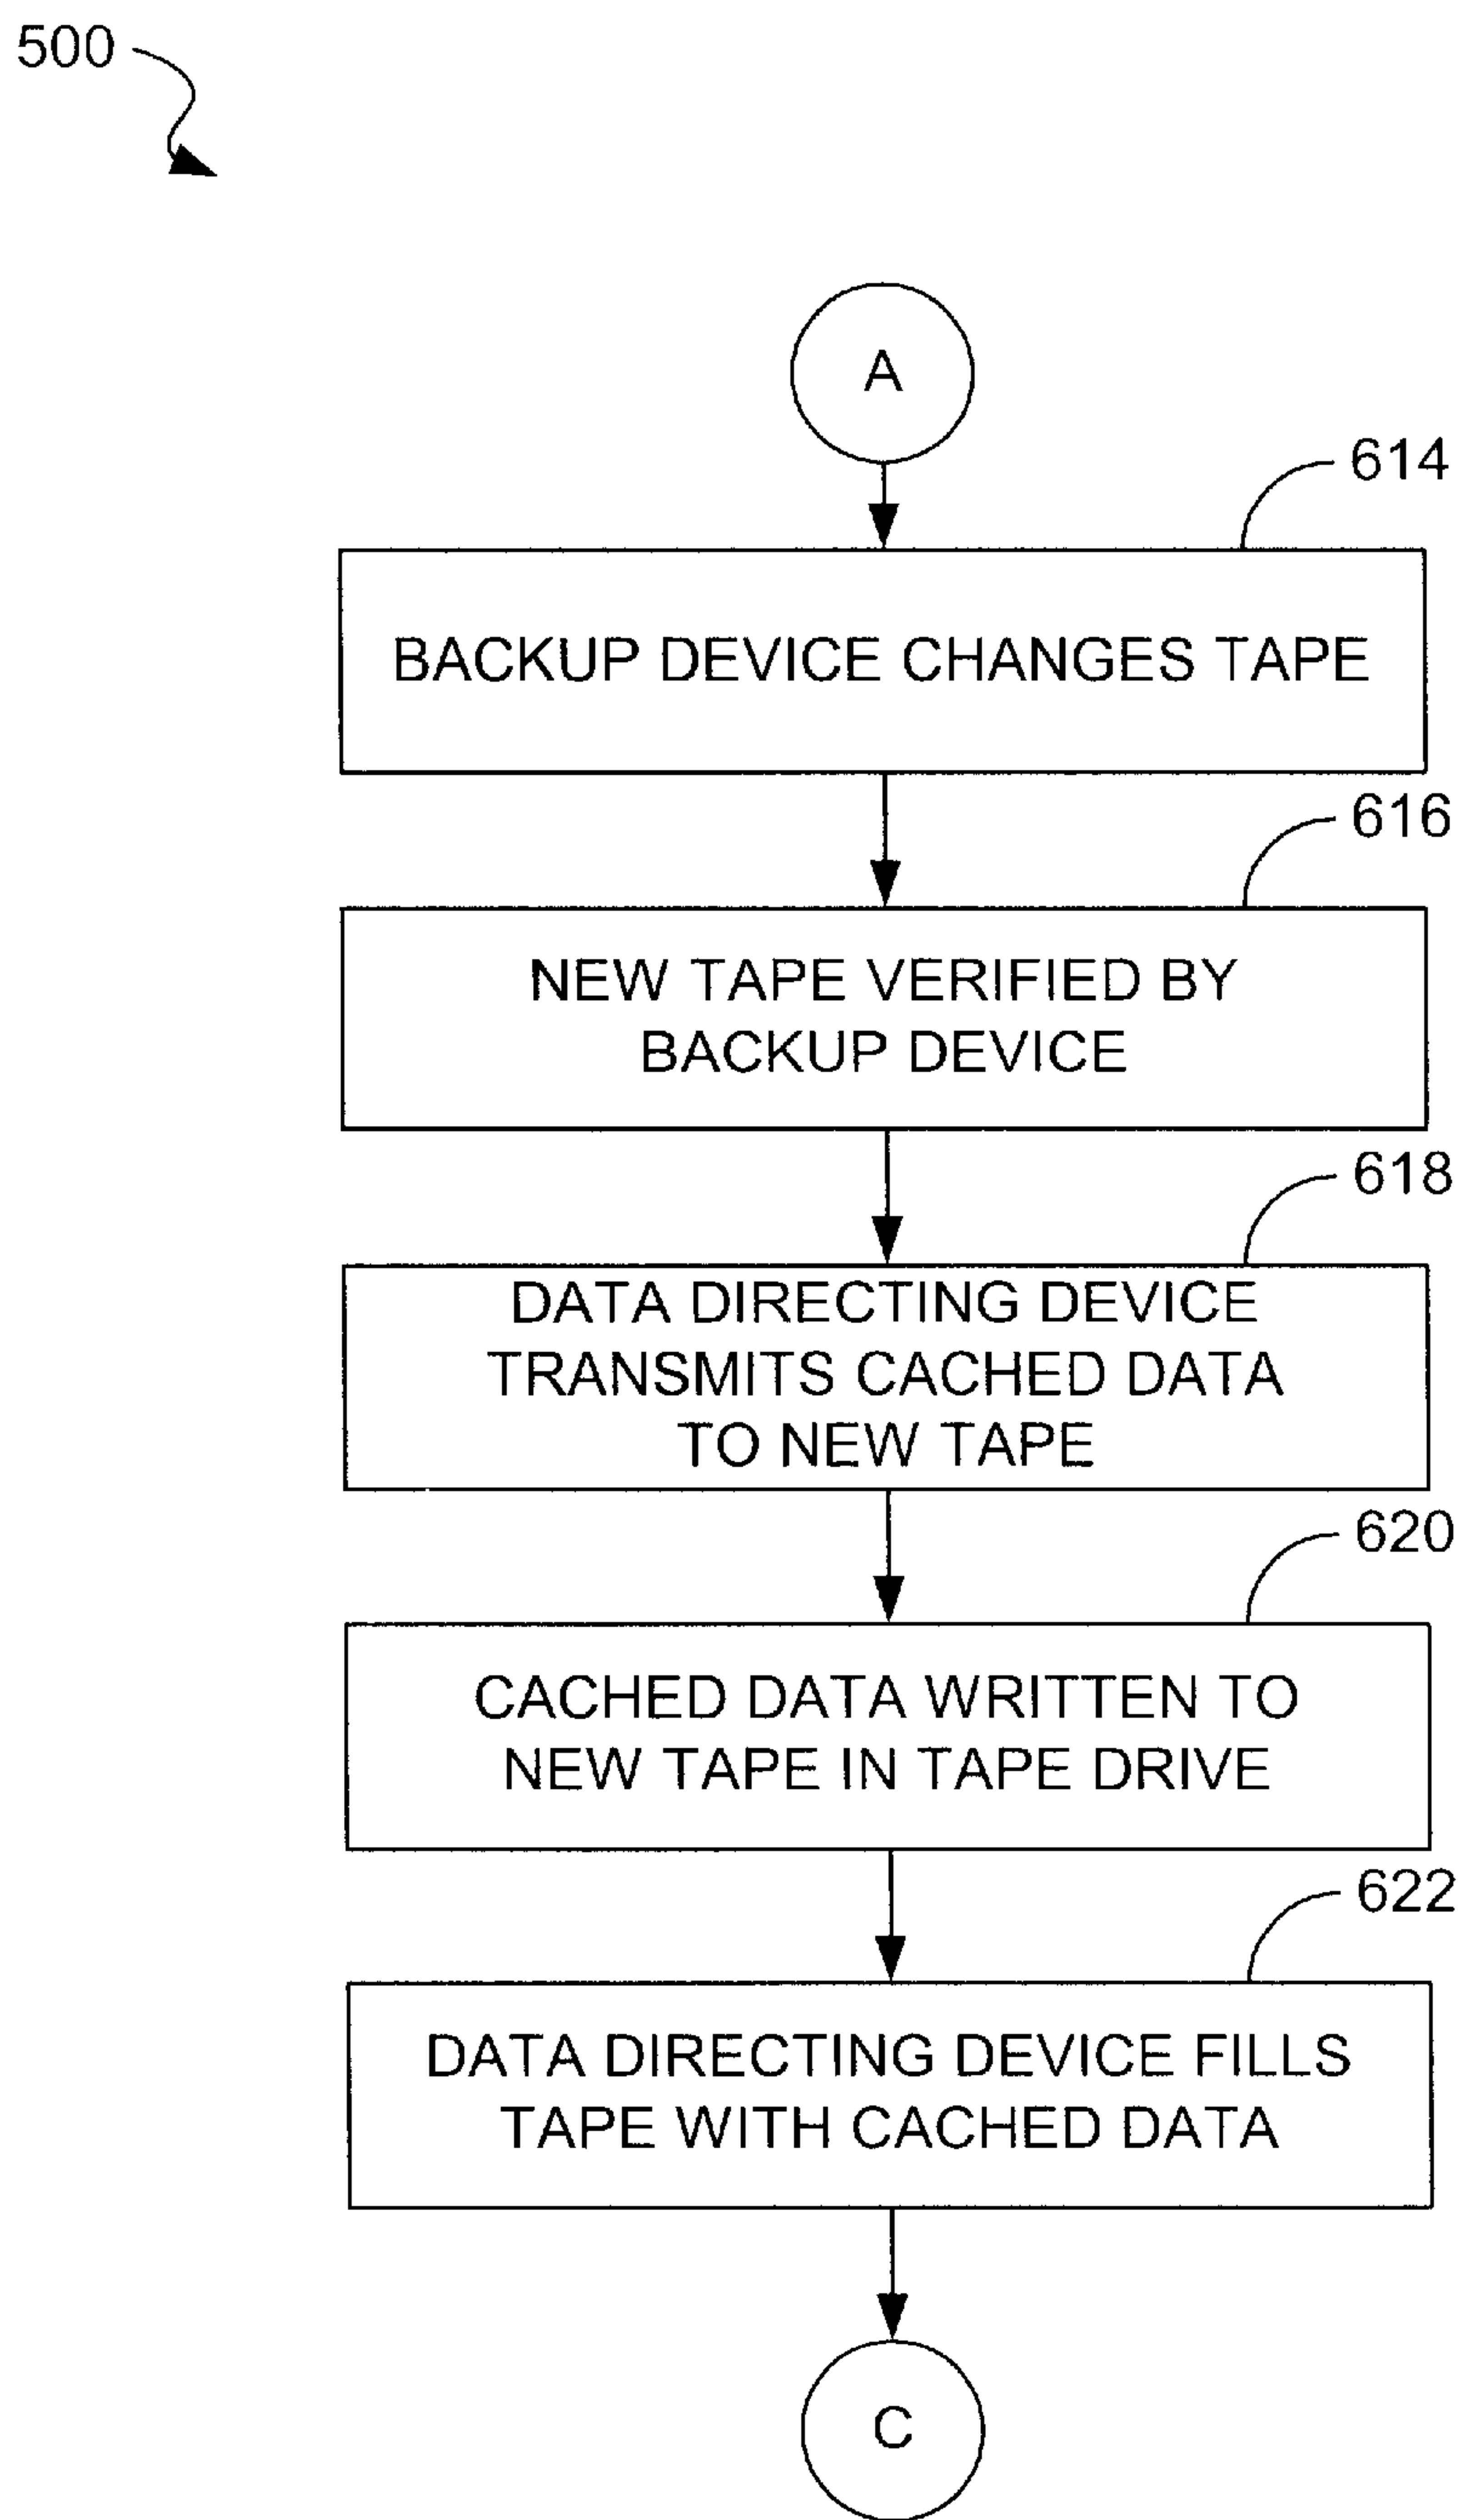 500
A
614
BACKUP DEVICE CHANGES TAPE
616
NEW TAPE VERIFIED BY
BACKUP DEVICE
618
DATA DIRECTING DEVICE
TRANSMITS CACHED DATA
TO NEW TAPE
620
CACHED DATA WRITTEN TO
NEW TAPE IN TAPE DRIVE
622
DATA DIRECTING DEVICE FILLS
TAPE WITH CACHED DATA
C